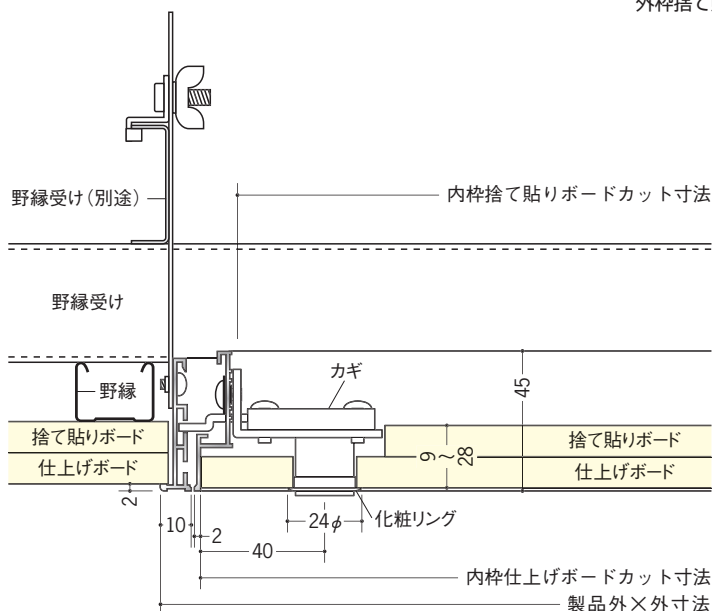 外枠捨て
野縁受け(別途)
内枠捨て貼りボードカット寸法
野縁受け
野縁
カギ
45
捨て貼りボード
仕上げボード
捨て貼りボード
仕上げボード
9〜28
2
10
2
24φ
化粧リング
40
内枠仕上げボードカット寸法
製品外×外寸法